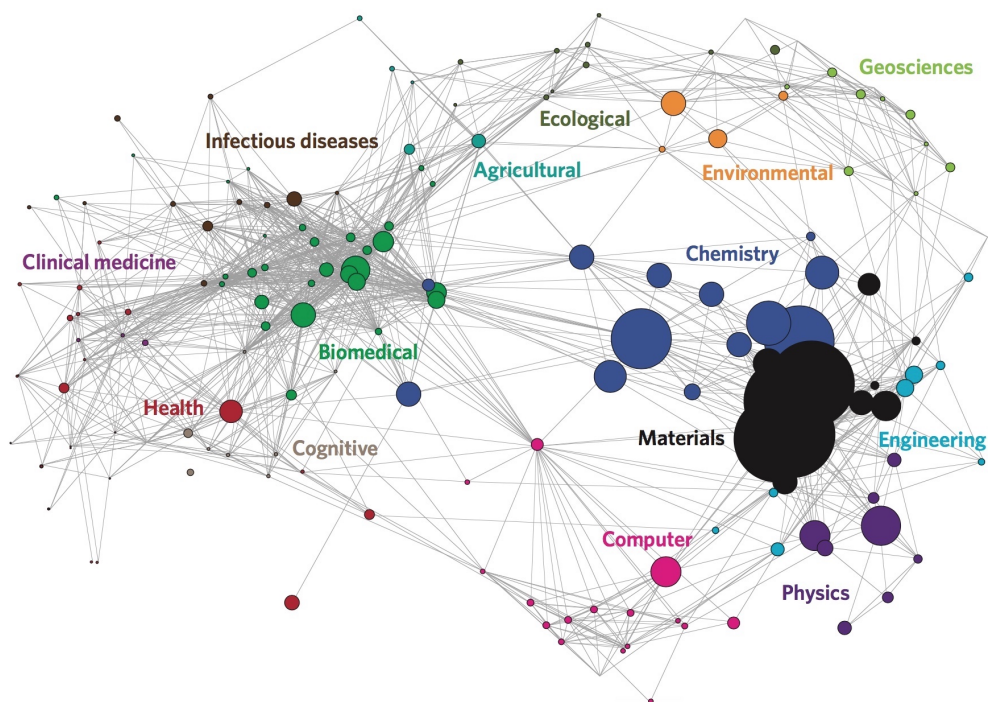 Geosciences
Ecological
Infectious diseases
Agricultural
Environmental
Chemistry
Clinical medicine
Biomedical
Health
Materials
Engineering
Cognitive
Computer
Physics